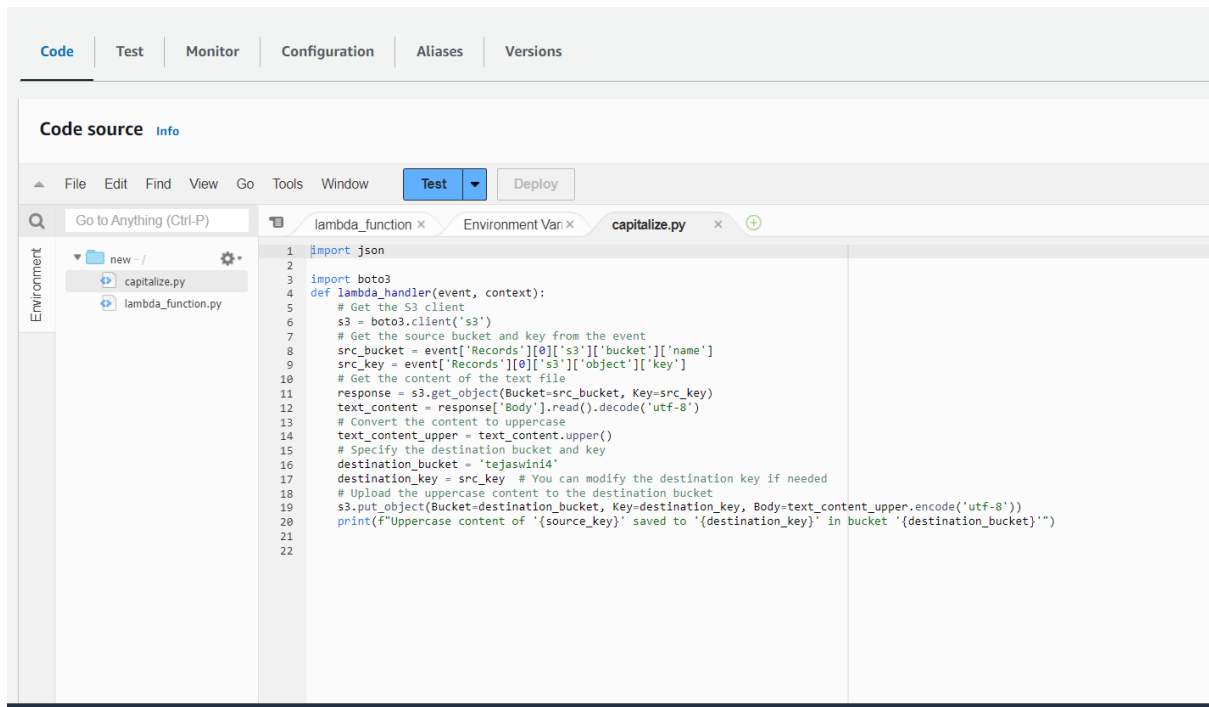 Code Test Monitor Configuration Aliases Versions
Code source Info
File Edit Find View Go Tools Window Test Deploy
Go to Anything (Ctrl-P)
lambda_function × Environment Vari × capitalize.py × 
Environment
new - /
capitalize.py
lambda_function.py
1 import json
2
3 import boto3
4 def lambda_handler(event, context):
5     # Get the S3 client
6     s3 = boto3.client('s3')
7     # Get the source bucket and key from the event
8     src_bucket = event['Records'][0]['s3']['bucket']['name']
9     src_key = event['Records'][0]['s3']['object']['key']
10     # Get the content of the text file
11     response = s3.get_object(Bucket=src_bucket, Key=src_key)
12     text_content = response['Body'].read().decode('utf-8')
13     # Convert the content to uppercase
14     text_content_upper = text_content.upper()
15     # Specify the destination bucket and key
16     destination_bucket = 'tejaswini4'
17     destination_key = src_key  # You can modify the destination key if needed
18     # Upload the uppercase content to the destination bucket
19     s3.put_object(Bucket=destination_bucket, Key=destination_key, Body=text_content_upper.encode('utf-8'))
20     print(f"Uppercase content of '{source_key}' saved to '{destination_key}' in bucket '{destination_bucket}'")
21
22